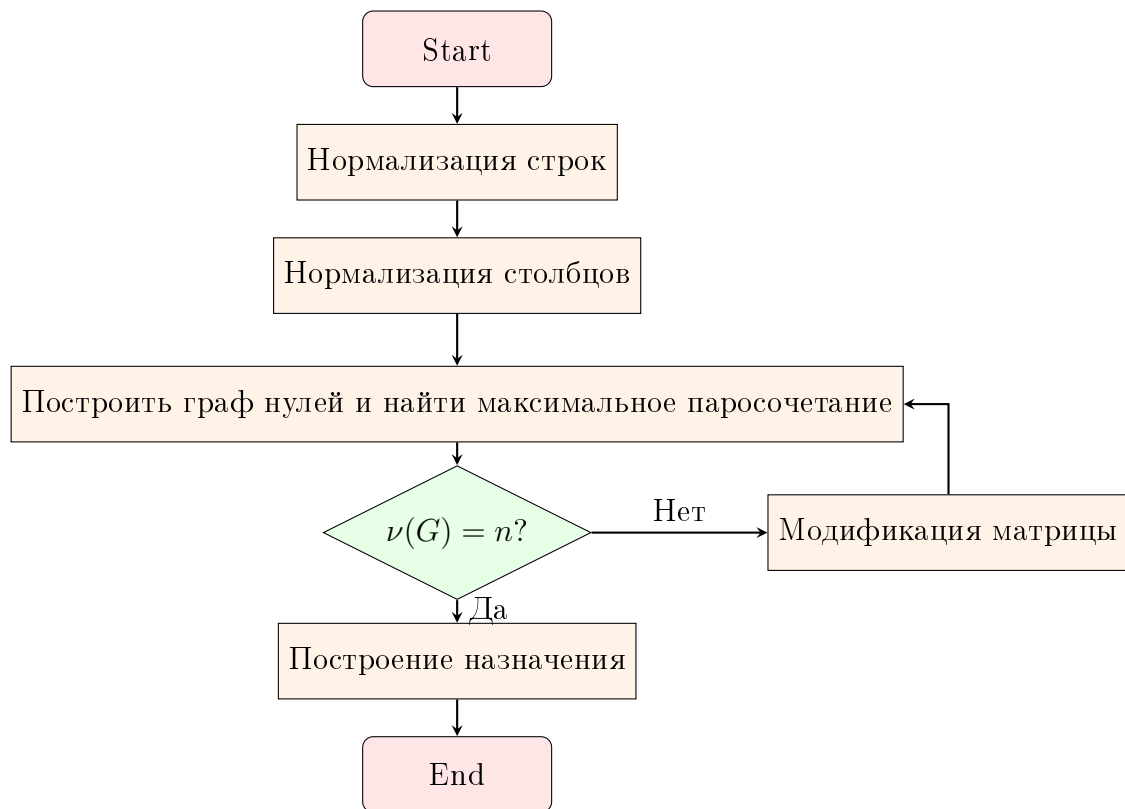 Start
Нормализация строк
Нормализация столбцов
Построить граф нулей и найти максимальное паросочетание
ν(G) = n?
Нет
Модификация матрицы
Да
Построение назначения
End